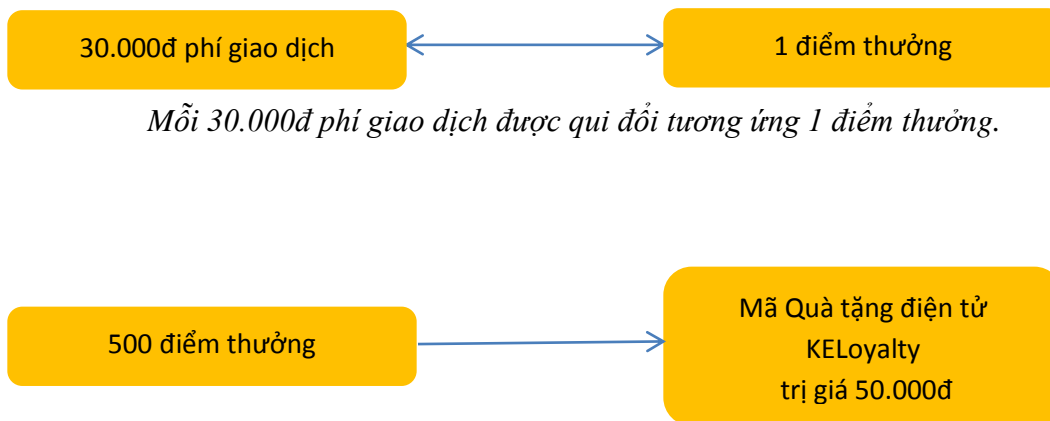 30.000đ phí giao dịch
1 điểm thưởng
Mỗi 30.000đ phí giao dịch được qui đổi tương ứng 1 điểm thưởng.
500 điểm thưởng
Mã Quà tặng điện tử
KELoyalty
trị giá 50.000đ